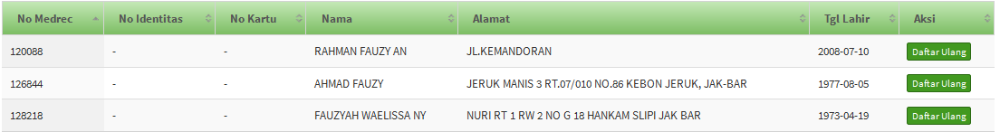 No Medrec No Identitas No Kartu Nama Alamat Tgl Lahir Aksi
120088 - - RAHMAN FAUZY AN JL.KEMANDORAN 2008-07-10 Daftar Ulang
126844 - - AHMAD FAUZY JERUK MANIS 3 RT.07/010 NO.86 KEBON JERUK, JAK-BAR 1977-08-05 Daftar Ulang
128218 - - FAUZYAH WAELISSA NY NURI RT 1 RW 2 NO G 18 HANKAM SLIPI JAK BAR 1973-04-19 Daftar Ulang